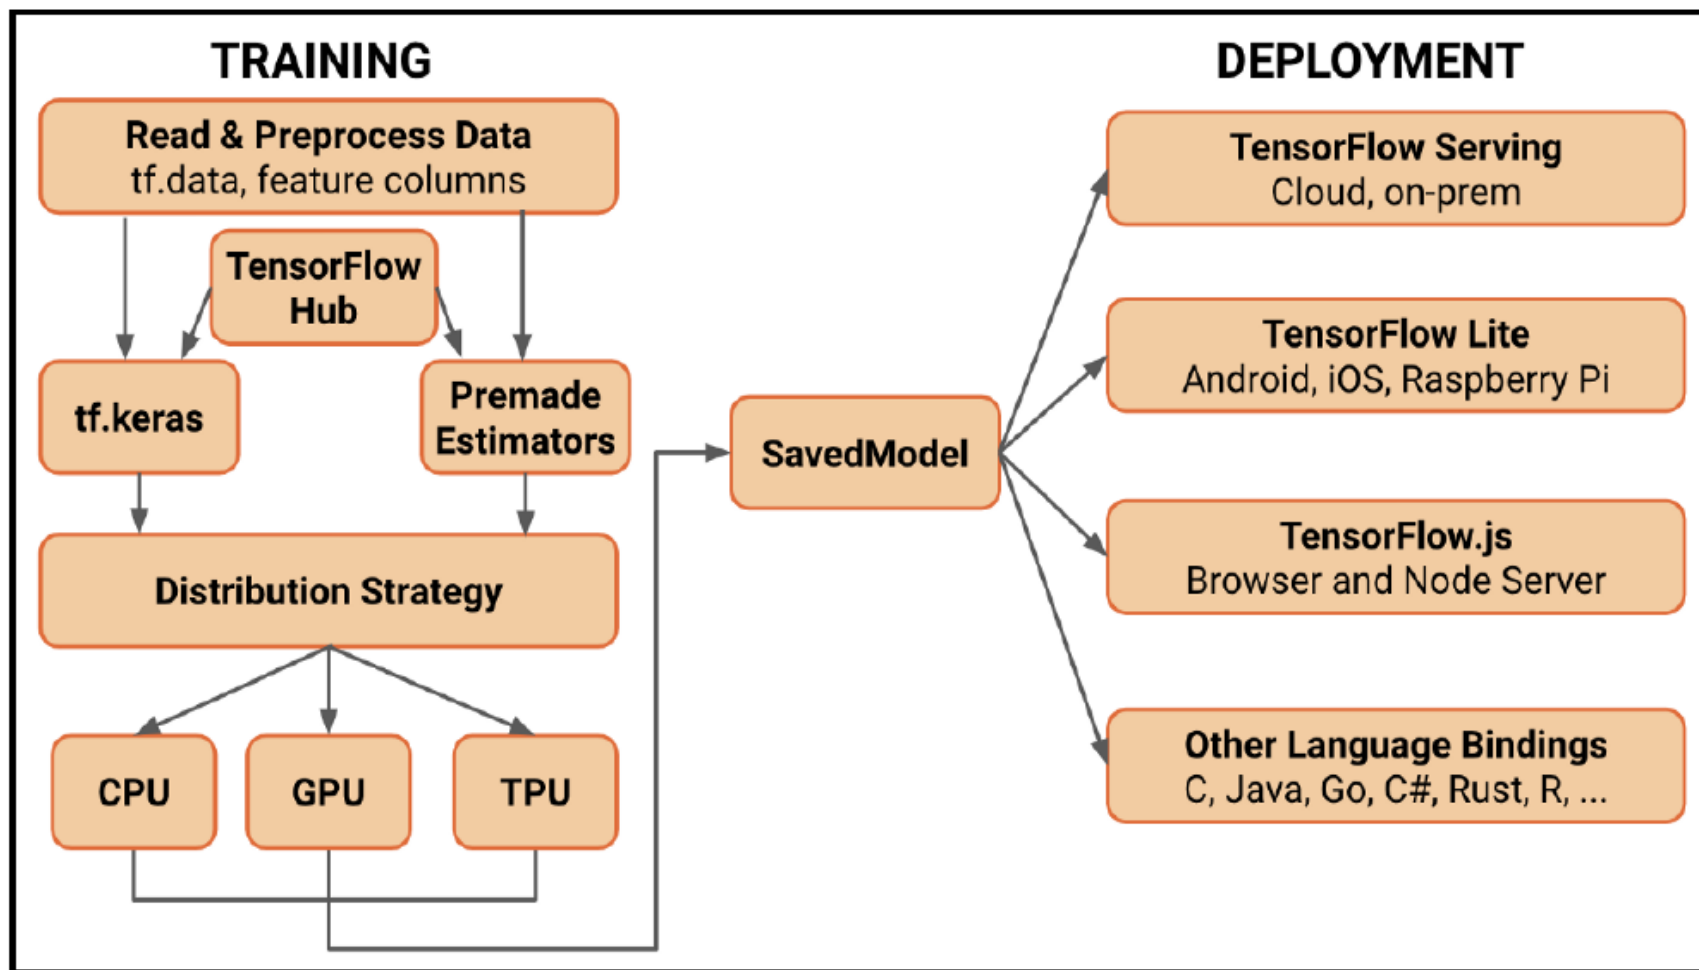 TRAINING
Read & Preprocess Data
tf.data, feature columns
TensorFlow
Hub
tf.keras
Premade
Estimators
Distribution Strategy
CPU
GPU
TPU
SavedModel
DEPLOYMENT
TensorFlow Serving
Cloud, on-prem
TensorFlow Lite
Android, iOS, Raspberry Pi
TensorFlow.js
Browser and Node Server
Other Language Bindings
C, Java, Go, C#, Rust, R, ...